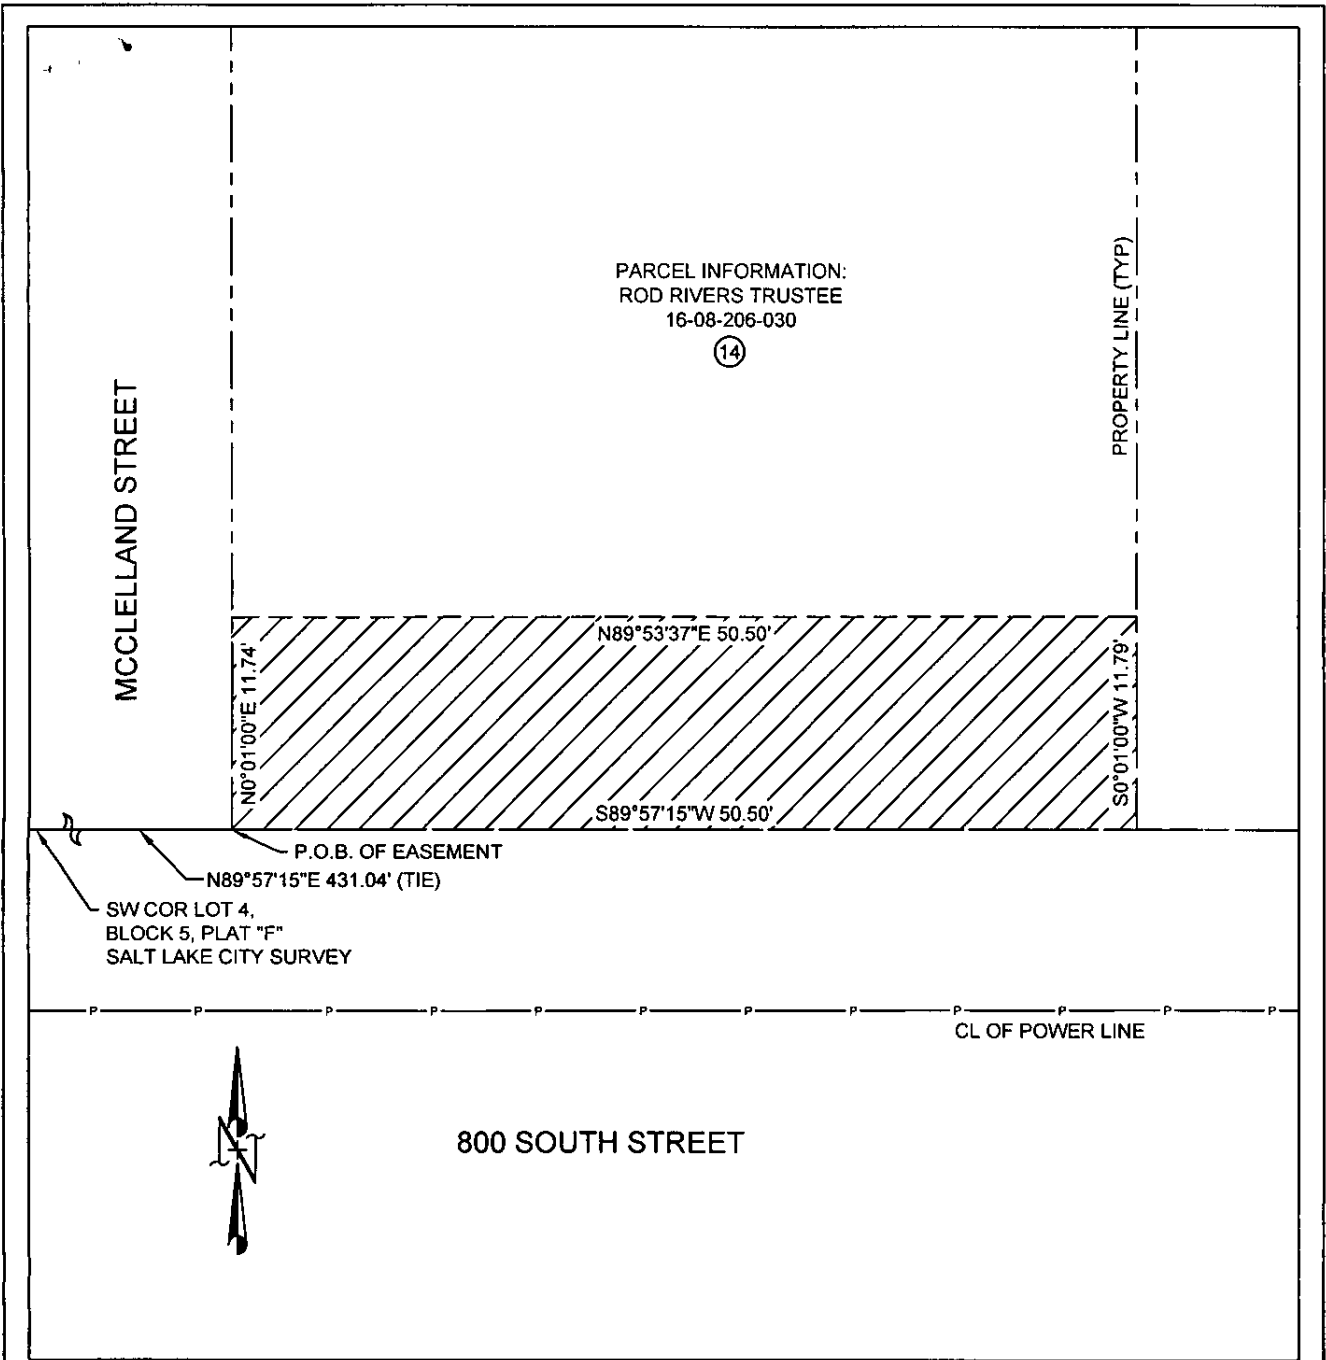 PARCEL INFORMATION:
ROD RIVERS TRUSTEE
16-08-206-030
14
PROPERTY LINE (TYP)
MCCLELLAND STREET
N89°53'37"E 50.50'
N0°01'00"E 11.74'
S0°01'00"W 11.79'
S89°57'15"W 50.50'
P.O.B. OF EASEMENT
N89°57'15"E 431.04' (TIE)
SW COR LOT 4,
BLOCK 5, PLAT "F"
SALT LAKE CITY SURVEY
P P P P P P P P P P P P
CL OF POWER LINE
N
800 SOUTH STREET